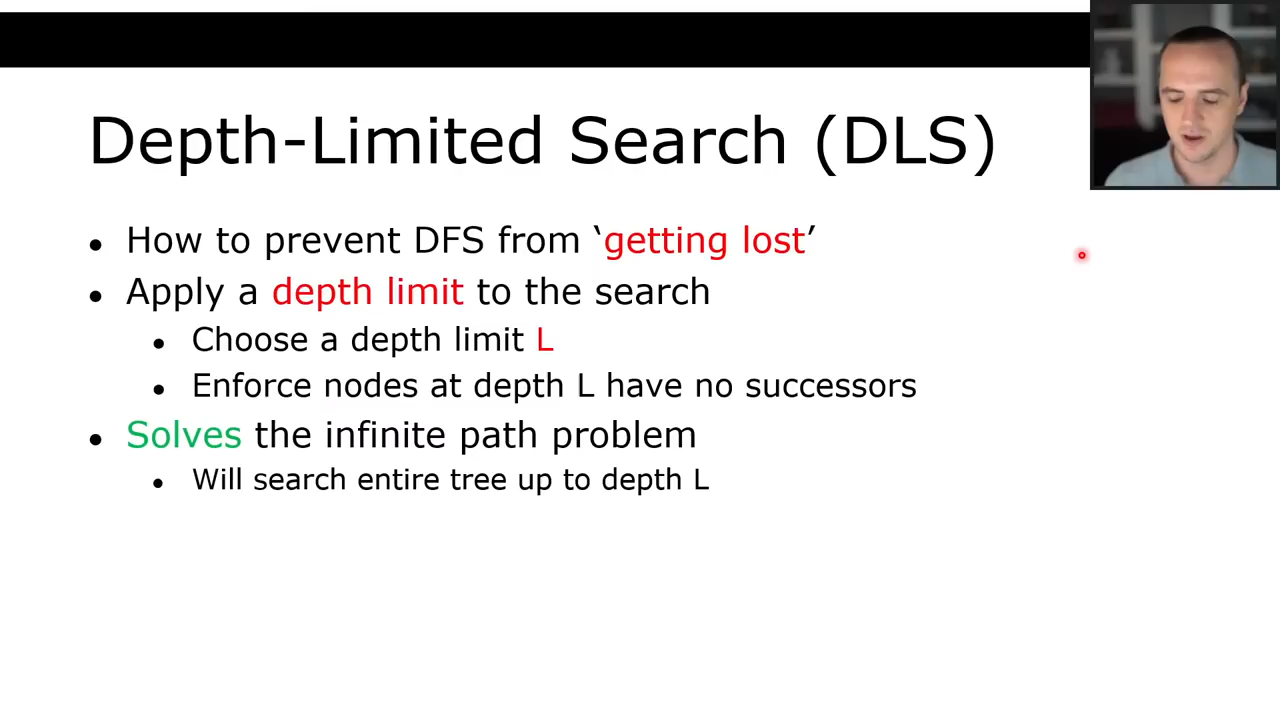 Depth-Limited Search (DLS)
● How to prevent DFS from ‘getting lost’
● Apply a depth limit to the search
● Choose a depth limit L
● Enforce nodes at depth L have no successors
● Solves the infinite path problem
● Will search entire tree up to depth L